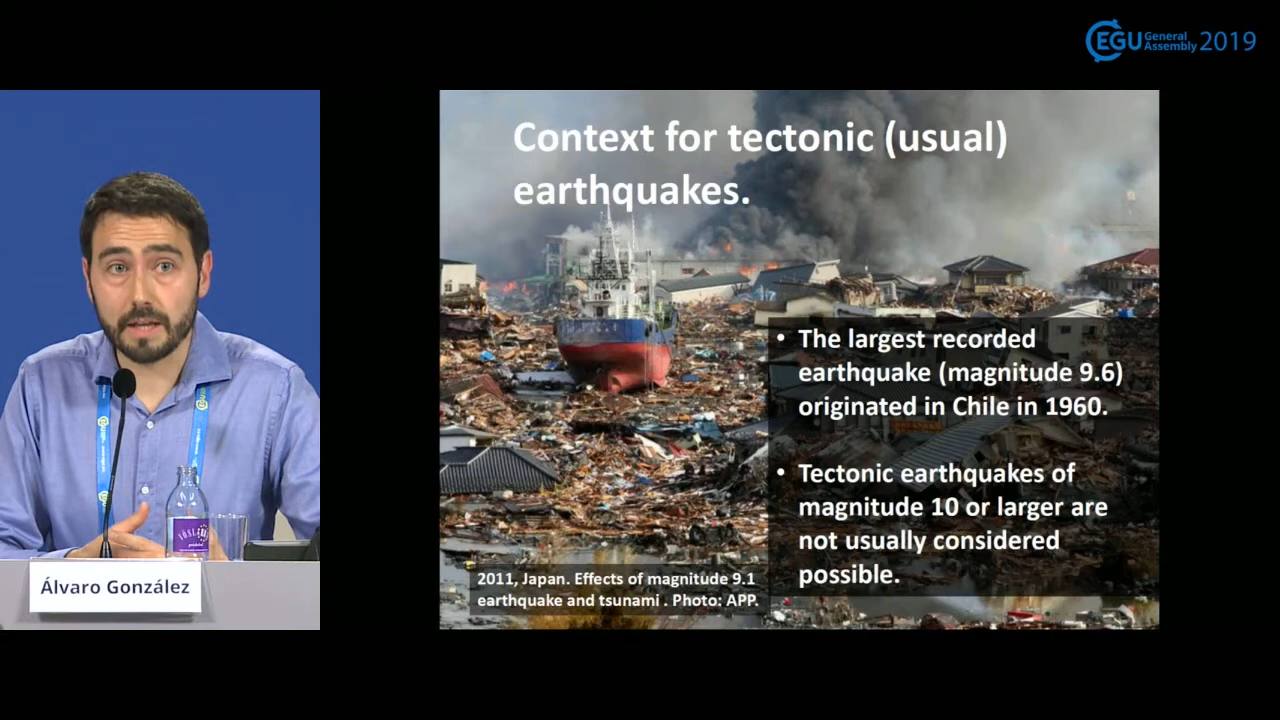 EGU General
Assembly 2019
Context for tectonic (usual)
earthquakes.
• The largest recorded
earthquake (magnitude 9.6)
originated in Chile in 1960.
• Tectonic earthquakes of
magnitude 10 or larger are
not usually considered
possible.
2011, Japan. Effects of magnitude 9.1
earthquake and tsunami . Photo: APP.
Álvaro González